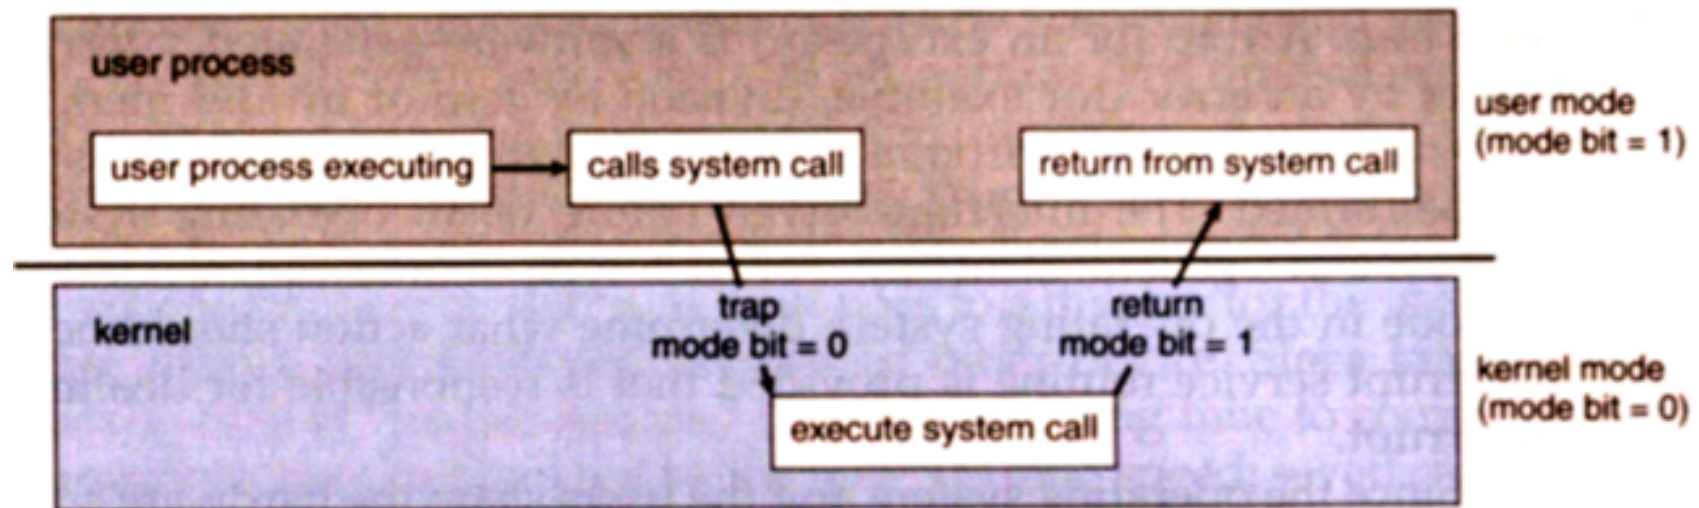 user process
user process executing
calls system call
return from system call
user mode
(mode bit = 1)
kernel
trap
mode bit = 0
return
mode bit = 1
execute system call
kernel mode
(mode bit = 0)